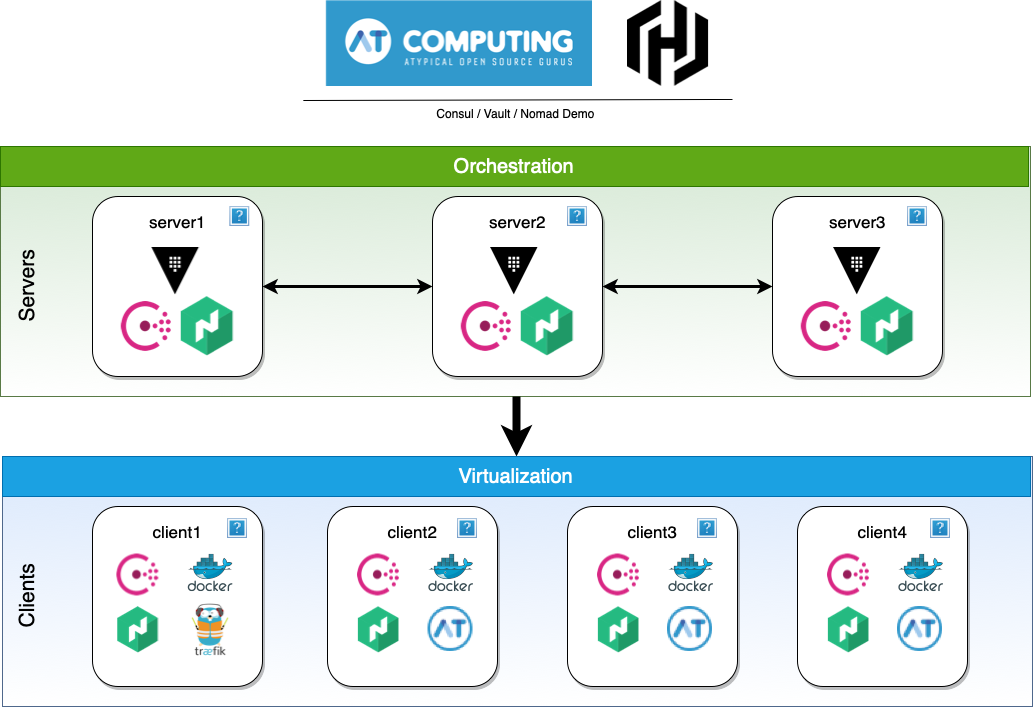 AT COMPUTING
ATYPICAL OPEN SOURCE GURUS
Consul / Vault / Nomad Demo
Orchestration
Servers
server1 ?
server2 ?
server3 ?
Virtualization
Clients
client1 ?
docker
træfik
client2 ?
docker
AT
client3 ?
docker
AT
client4 ?
docker
AT